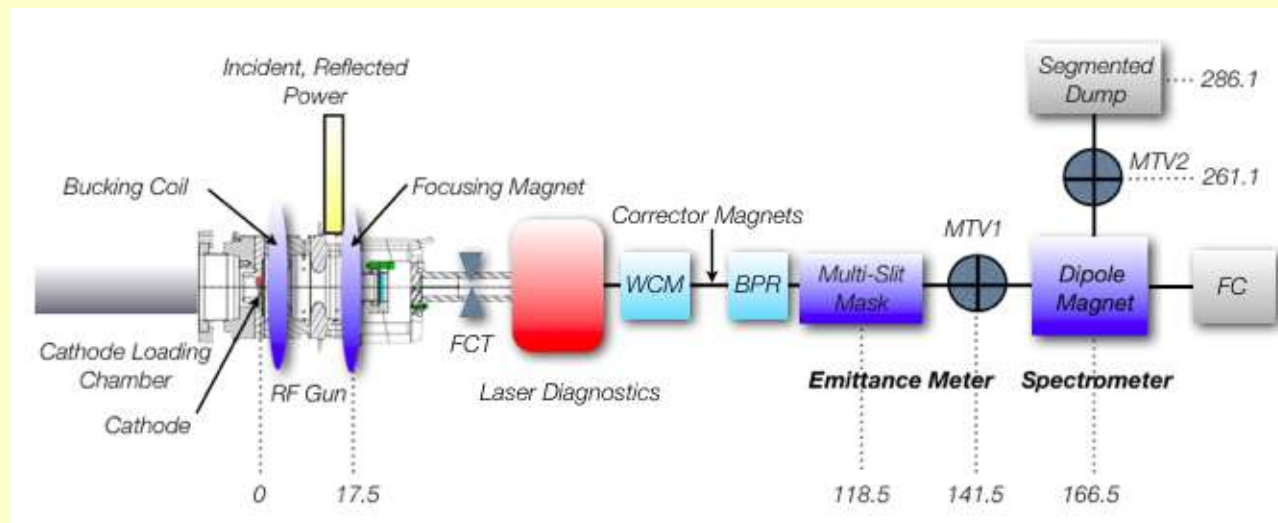 Incident, Reflected
Power
Bucking Coil
Focusing Magnet
Cathode Loading
Chamber
Cathode
RF Gun
FCT
Laser Diagnostics
WCM
Corrector Magnets
BPR
Multi-Slit
Mask
MTV1
Dipole
Magnet
FC
Segmented
Dump
286.1
MTV2
261.1
Emittance Meter
Spectrometer
0
17.5
118.5
141.5
166.5